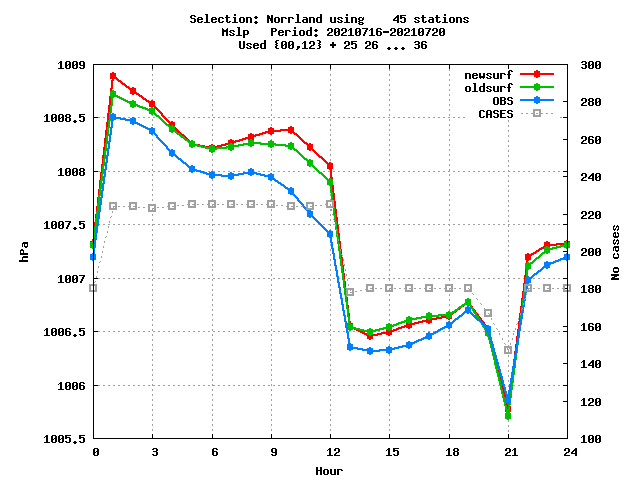 Selection: Norrland using    45 stations
Mslp   Period: 20210716-20210720
Used {00,12} + 25 26 ... 36
newsurf
oldsurf
OBS
CASES
1009
1008.5
1008
1007.5
1007
1006.5
1006
1005.5
hPa
300
280
260
240
220
200
180
160
140
120
100
No cases
0 3 6 9 12 15 18 21 24
Hour